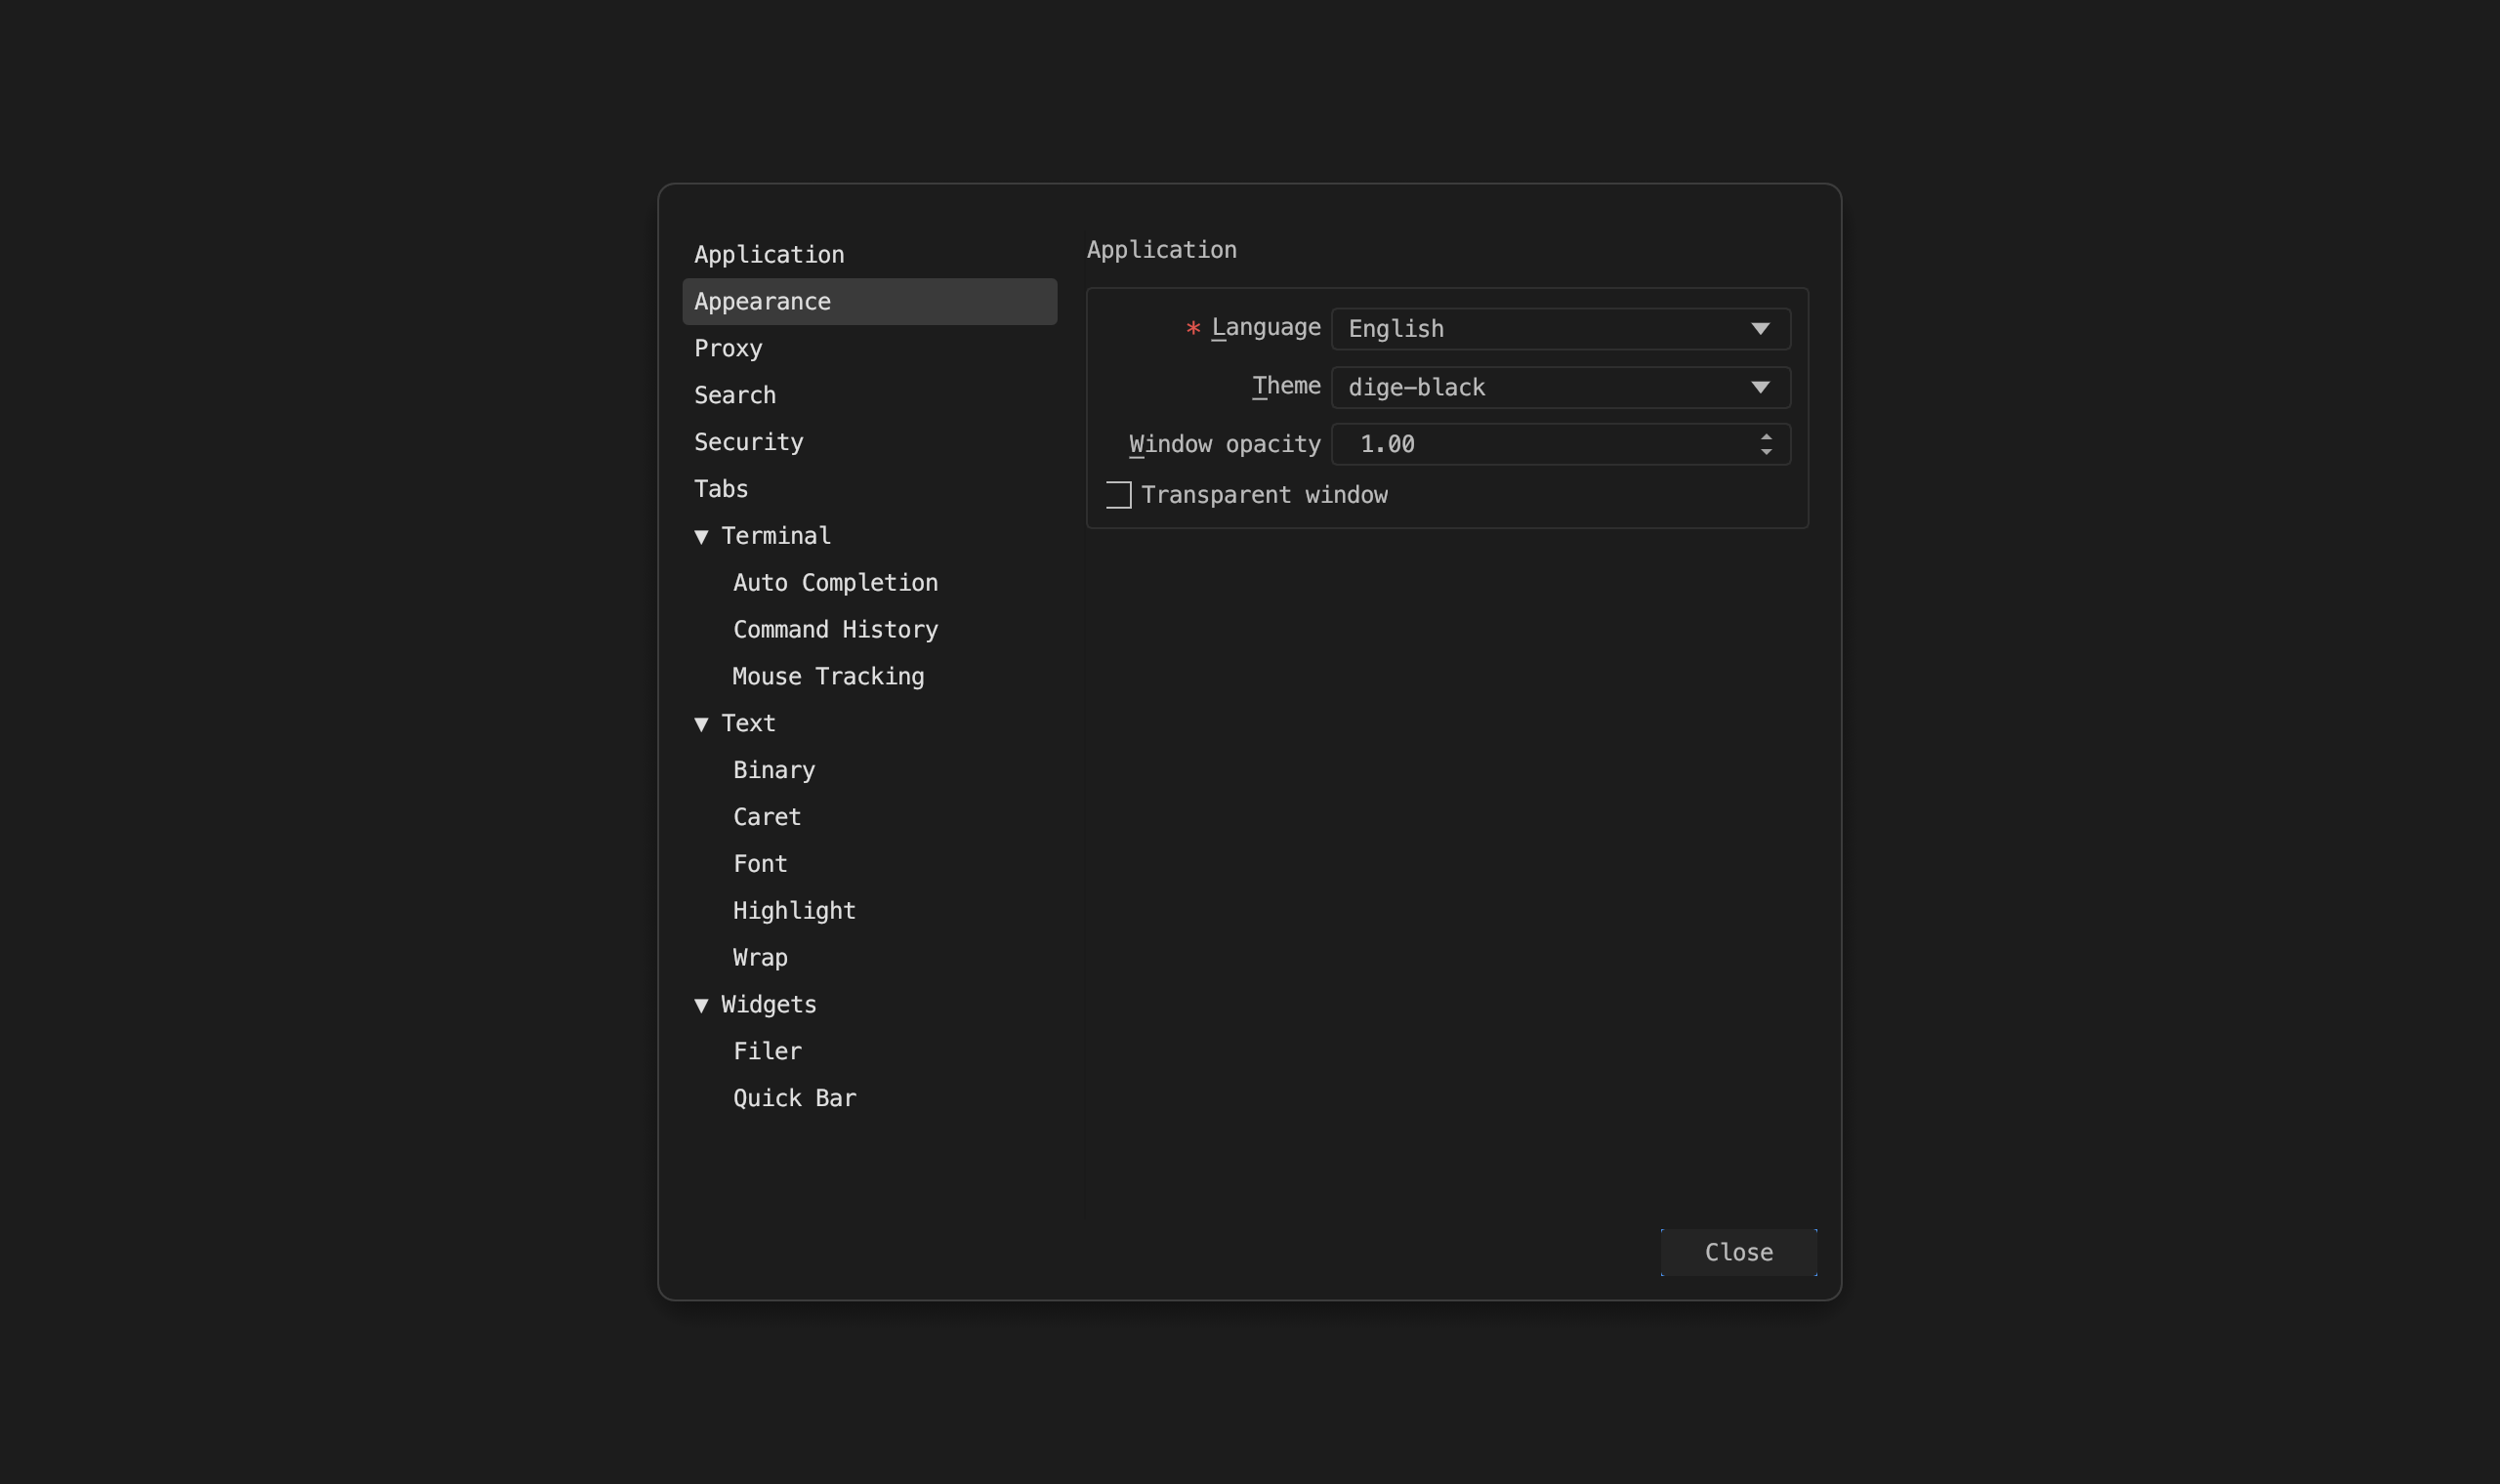 Application
Appearance
Proxy
Search
Security
Tabs
▼ Terminal
Auto Completion
Command History
Mouse Tracking
▼ Text
Binary
Caret
Font
Highlight
Wrap
▼ Widgets
Filer
Quick Bar
Application
* Language English
Theme dige-black
Window opacity 1.00
Transparent window
Close